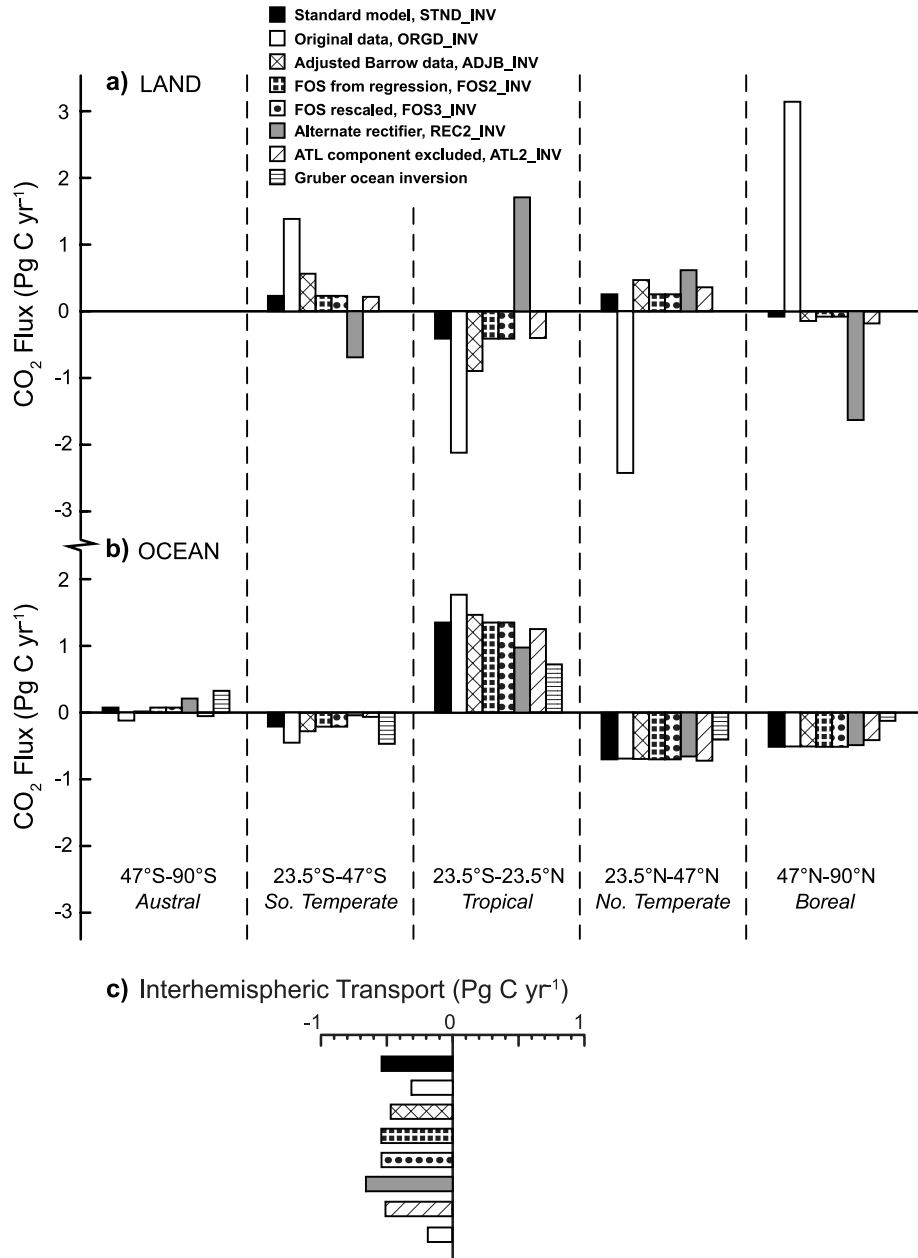 Standard model, STND_INV
Original data, ORGD_INV
Adjusted Barrow data, ADJB_INV
FOS from regression, FOS2_INV
FOS rescaled, FOS3_INV
Alternate rectifier, REC2_INV
ATL component excluded, ATL2_INV
Gruber ocean inversion
a) LAND
CO₂ Flux (Pg C yr⁻¹)
3
2
1
0
-1
-2
-3
b) OCEAN
CO₂ Flux (Pg C yr⁻¹)
2
1
0
-1
-2
-3
47°S-90°S
Austral
23.5°S-47°S
So. Temperate
23.5°S-23.5°N
Tropical
23.5°N-47°N
No. Temperate
47°N-90°N
Boreal
c) Interhemispheric Transport (Pg C yr⁻¹)
-1 0 1